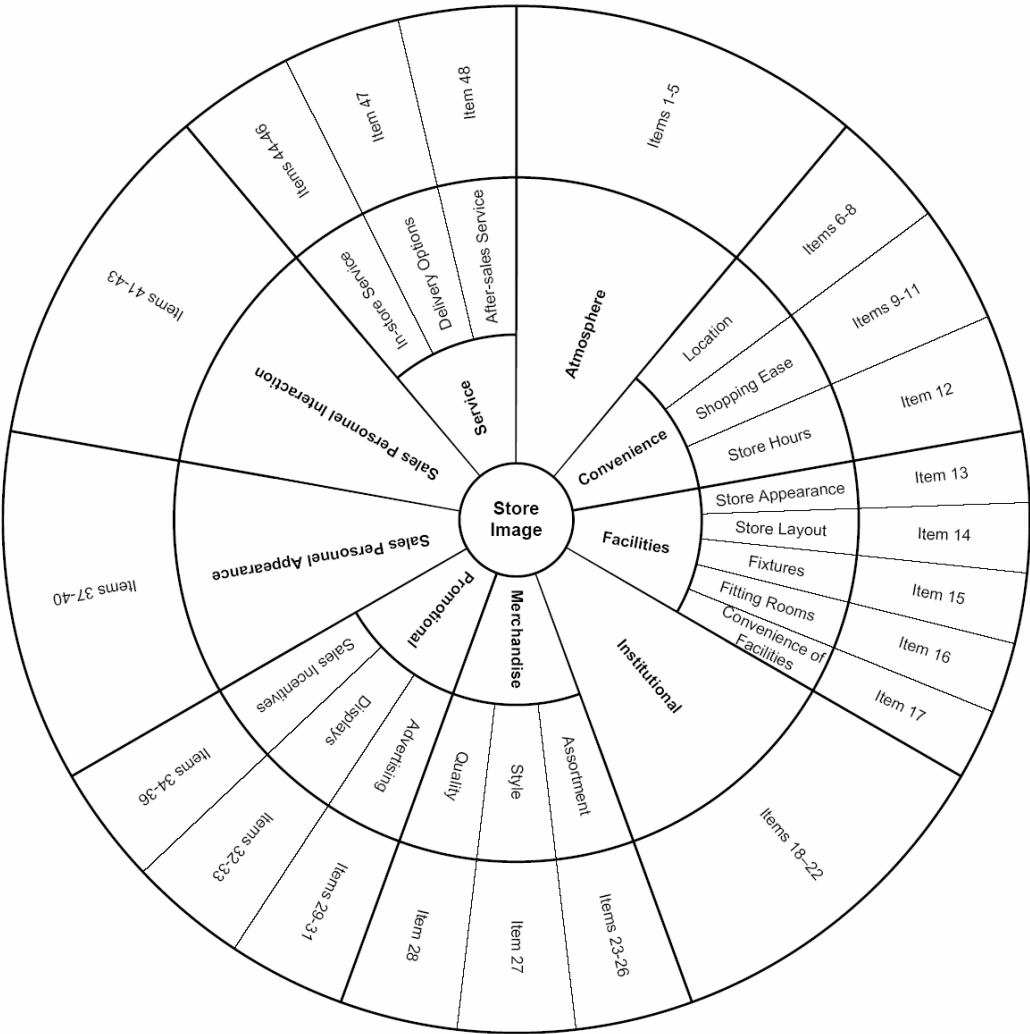 Store
Image
Atmosphere
Items 1-5
Convenience
Location
Items 6-8
Shopping Ease
Items 9-11
Store Hours
Item 12
Facilities
Store Appearance
Item 13
Store Layout
Item 14
Fixtures
Item 15
Fitting Rooms
Item 16
Convenience of
Facilities
Item 17
Institutional
Items 18–22
Merchandise
Assortment
Items 23-26
Style
Item 27
Quality
Item 28
Promotional
Advertising
Items 29-31
Displays
Items 32-33
Sales Incentives
Items 34-36
Sales Personnel Appearance
Items 37-40
Sales Personnel Interaction
Items 41-43
Service
In-store Service
Items 44-46
Delivery Options
Item 47
After-sales Service
Item 48